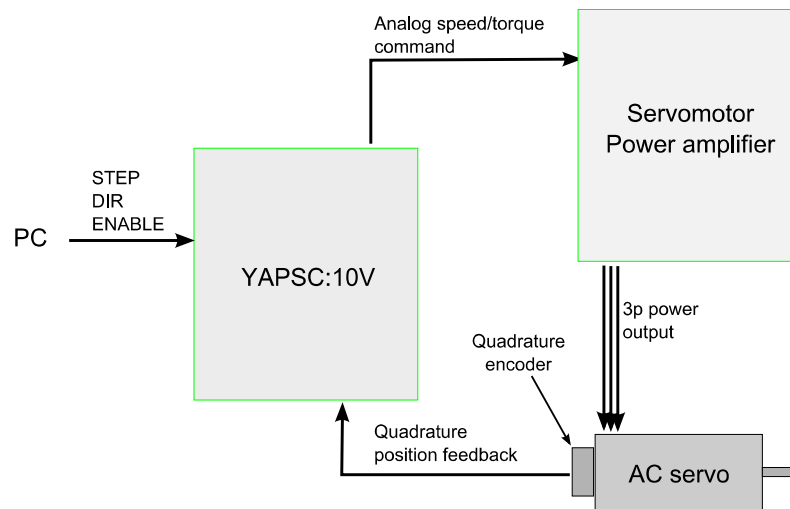 Analog speed/torque
command
Servomotor
Power amplifier
STEP
DIR
ENABLE
PC
YAPSC:10V
3p power
output
Quadrature
encoder
Quadrature
position feedback
AC servo